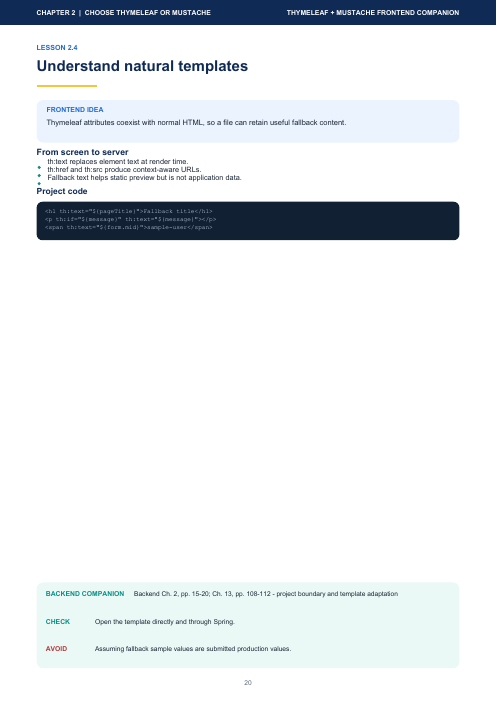 CHAPTER 2 | CHOOSE THYMELEAF OR MUSTACHE    THYMELEAF + MUSTACHE FRONTEND COMPANION
LESSON 2.4
Understand natural templates
FRONTEND IDEA
Thymeleaf attributes coexist with normal HTML, so a file can retain useful fallback content.
From screen to server
th:text replaces element text at render time.
th:href and th:src produce context-aware URLs.
Fallback text helps static preview but is not application data.
Project code
<h1 th:text="${pageTitle}">Fallback title</h1>
<p th:if="${message}" th:text="${message}"></p>
<span th:text="${form.mid}">sample-user</span>
BACKEND COMPANION    Backend Ch. 2, pp. 15-20; Ch. 13, pp. 108-112 - project boundary and template adaptation
CHECK    Open the template directly and through Spring.
AVOID    Assuming fallback sample values are submitted production values.
20